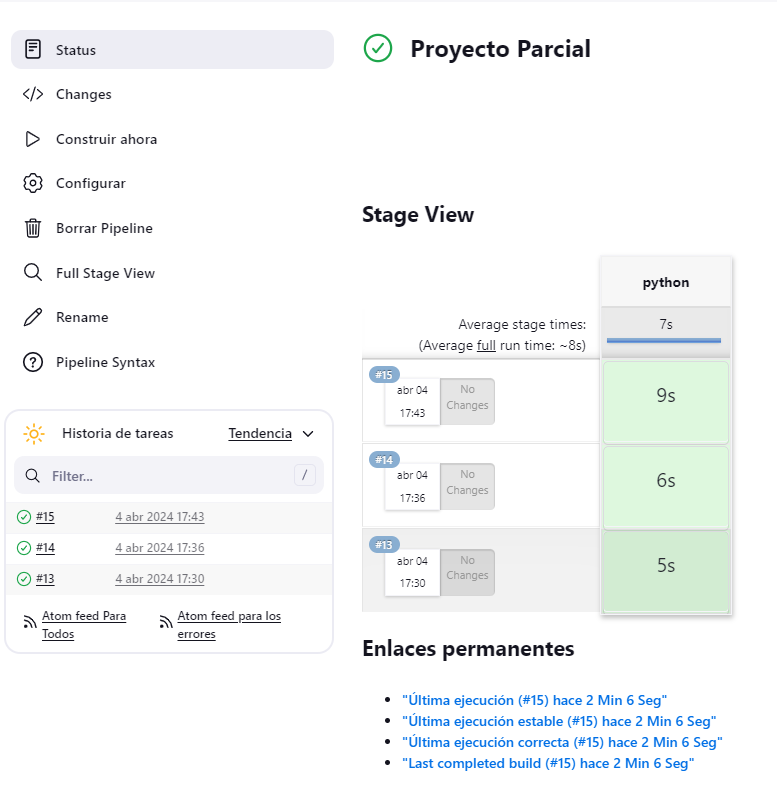 Status
Changes
Construir ahora
Configurar
Borrar Pipeline
Full Stage View
Rename
Pipeline Syntax
Historia de tareas
Tendencia
Filter...
/
#15 4 abr 2024 17:43
#14 4 abr 2024 17:36
#13 4 abr 2024 17:30
Atom feed Para
Todos
Atom feed para los
errores
Proyecto Parcial
Stage View
python
Average stage times:
(Average full run time: ~8s)
7s
#15
abr 04
17:43
No
Changes
9s
#14
abr 04
17:36
No
Changes
6s
#13
abr 04
17:30
No
Changes
5s
Enlaces permanentes
"Última ejecución (#15) hace 2 Min 6 Seg"
"Última ejecución estable (#15) hace 2 Min 6 Seg"
"Última ejecución correcta (#15) hace 2 Min 6 Seg"
"Last completed build (#15) hace 2 Min 6 Seg"